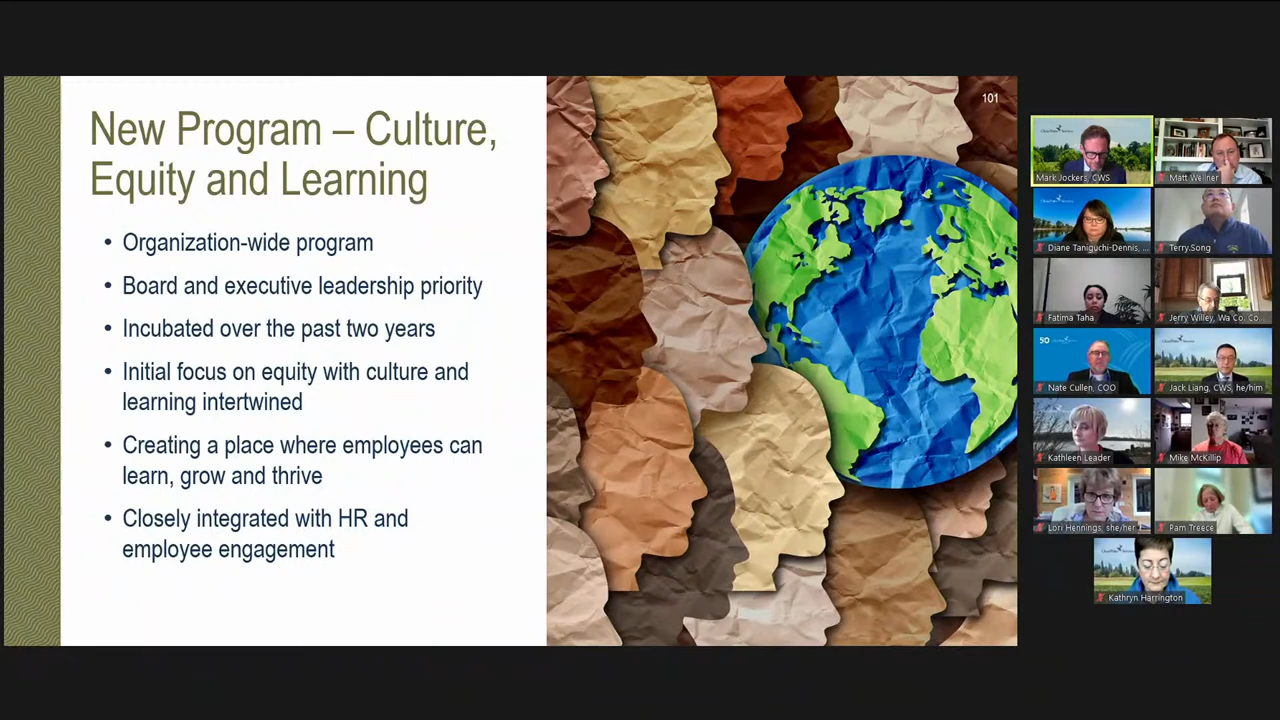 New Program – Culture,
Equity and Learning
• Organization-wide program
• Board and executive leadership priority
• Incubated over the past two years
• Initial focus on equity with culture and
learning intertwined
• Creating a place where employees can
learn, grow and thrive
• Closely integrated with HR and
employee engagement
101
Mark Jockers, CWS
Matt Wellner
Diane Taniguchi-Dennis, ...
Terry Song
Fatima Taha
Jerry Willey, Wa Co. Co...
50
Nate Cullen, COO
Jack Liang, CWS, he/him
Kathleen Leader
Mike McKillip
Lori Hennings, she/her
Pam Treece
Kathryn Harrington